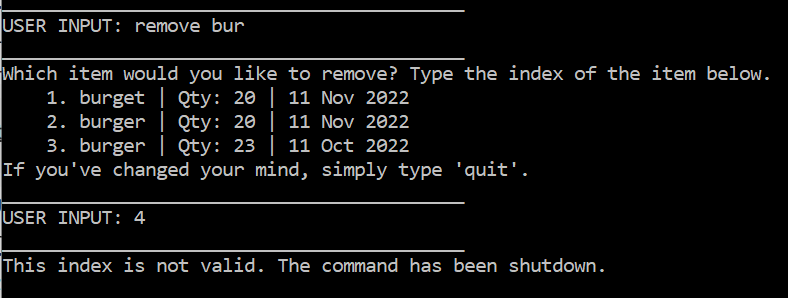 USER INPUT: remove bur
Which item would you like to remove? Type the index of the item below.
1. burget | Qty: 20 | 11 Nov 2022
2. burger | Qty: 20 | 11 Nov 2022
3. burger | Qty: 23 | 11 Oct 2022
If you've changed your mind, simply type 'quit'.
USER INPUT: 4
This index is not valid. The command has been shutdown.